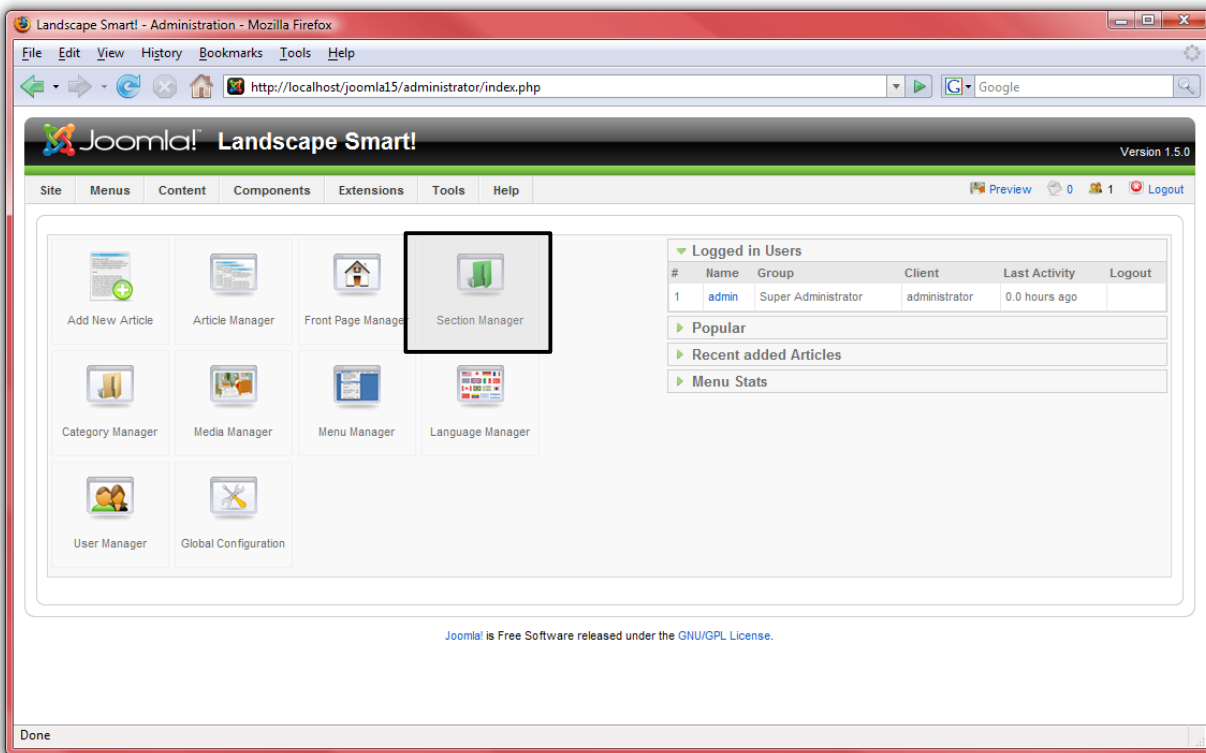 Landscape Smart! - Administration - Mozilla Firefox
File Edit View History Bookmarks Tools Help
http://localhost/joomla15/administrator/index.php
G Google
Joomla!™ Landscape Smart!
Version 1.5.0
Site Menus Content Components Extensions Tools Help Preview 0 1 Logout
Add New Article Article Manager Front Page Manager Section Manager
Category Manager Media Manager Menu Manager Language Manager
User Manager Global Configuration
Logged in Users
# Name Group Client Last Activity Logout
1 admin Super Administrator administrator 0.0 hours ago
Popular
Recent added Articles
Menu Stats
Joomla! is Free Software released under the GNU/GPL License.
Done